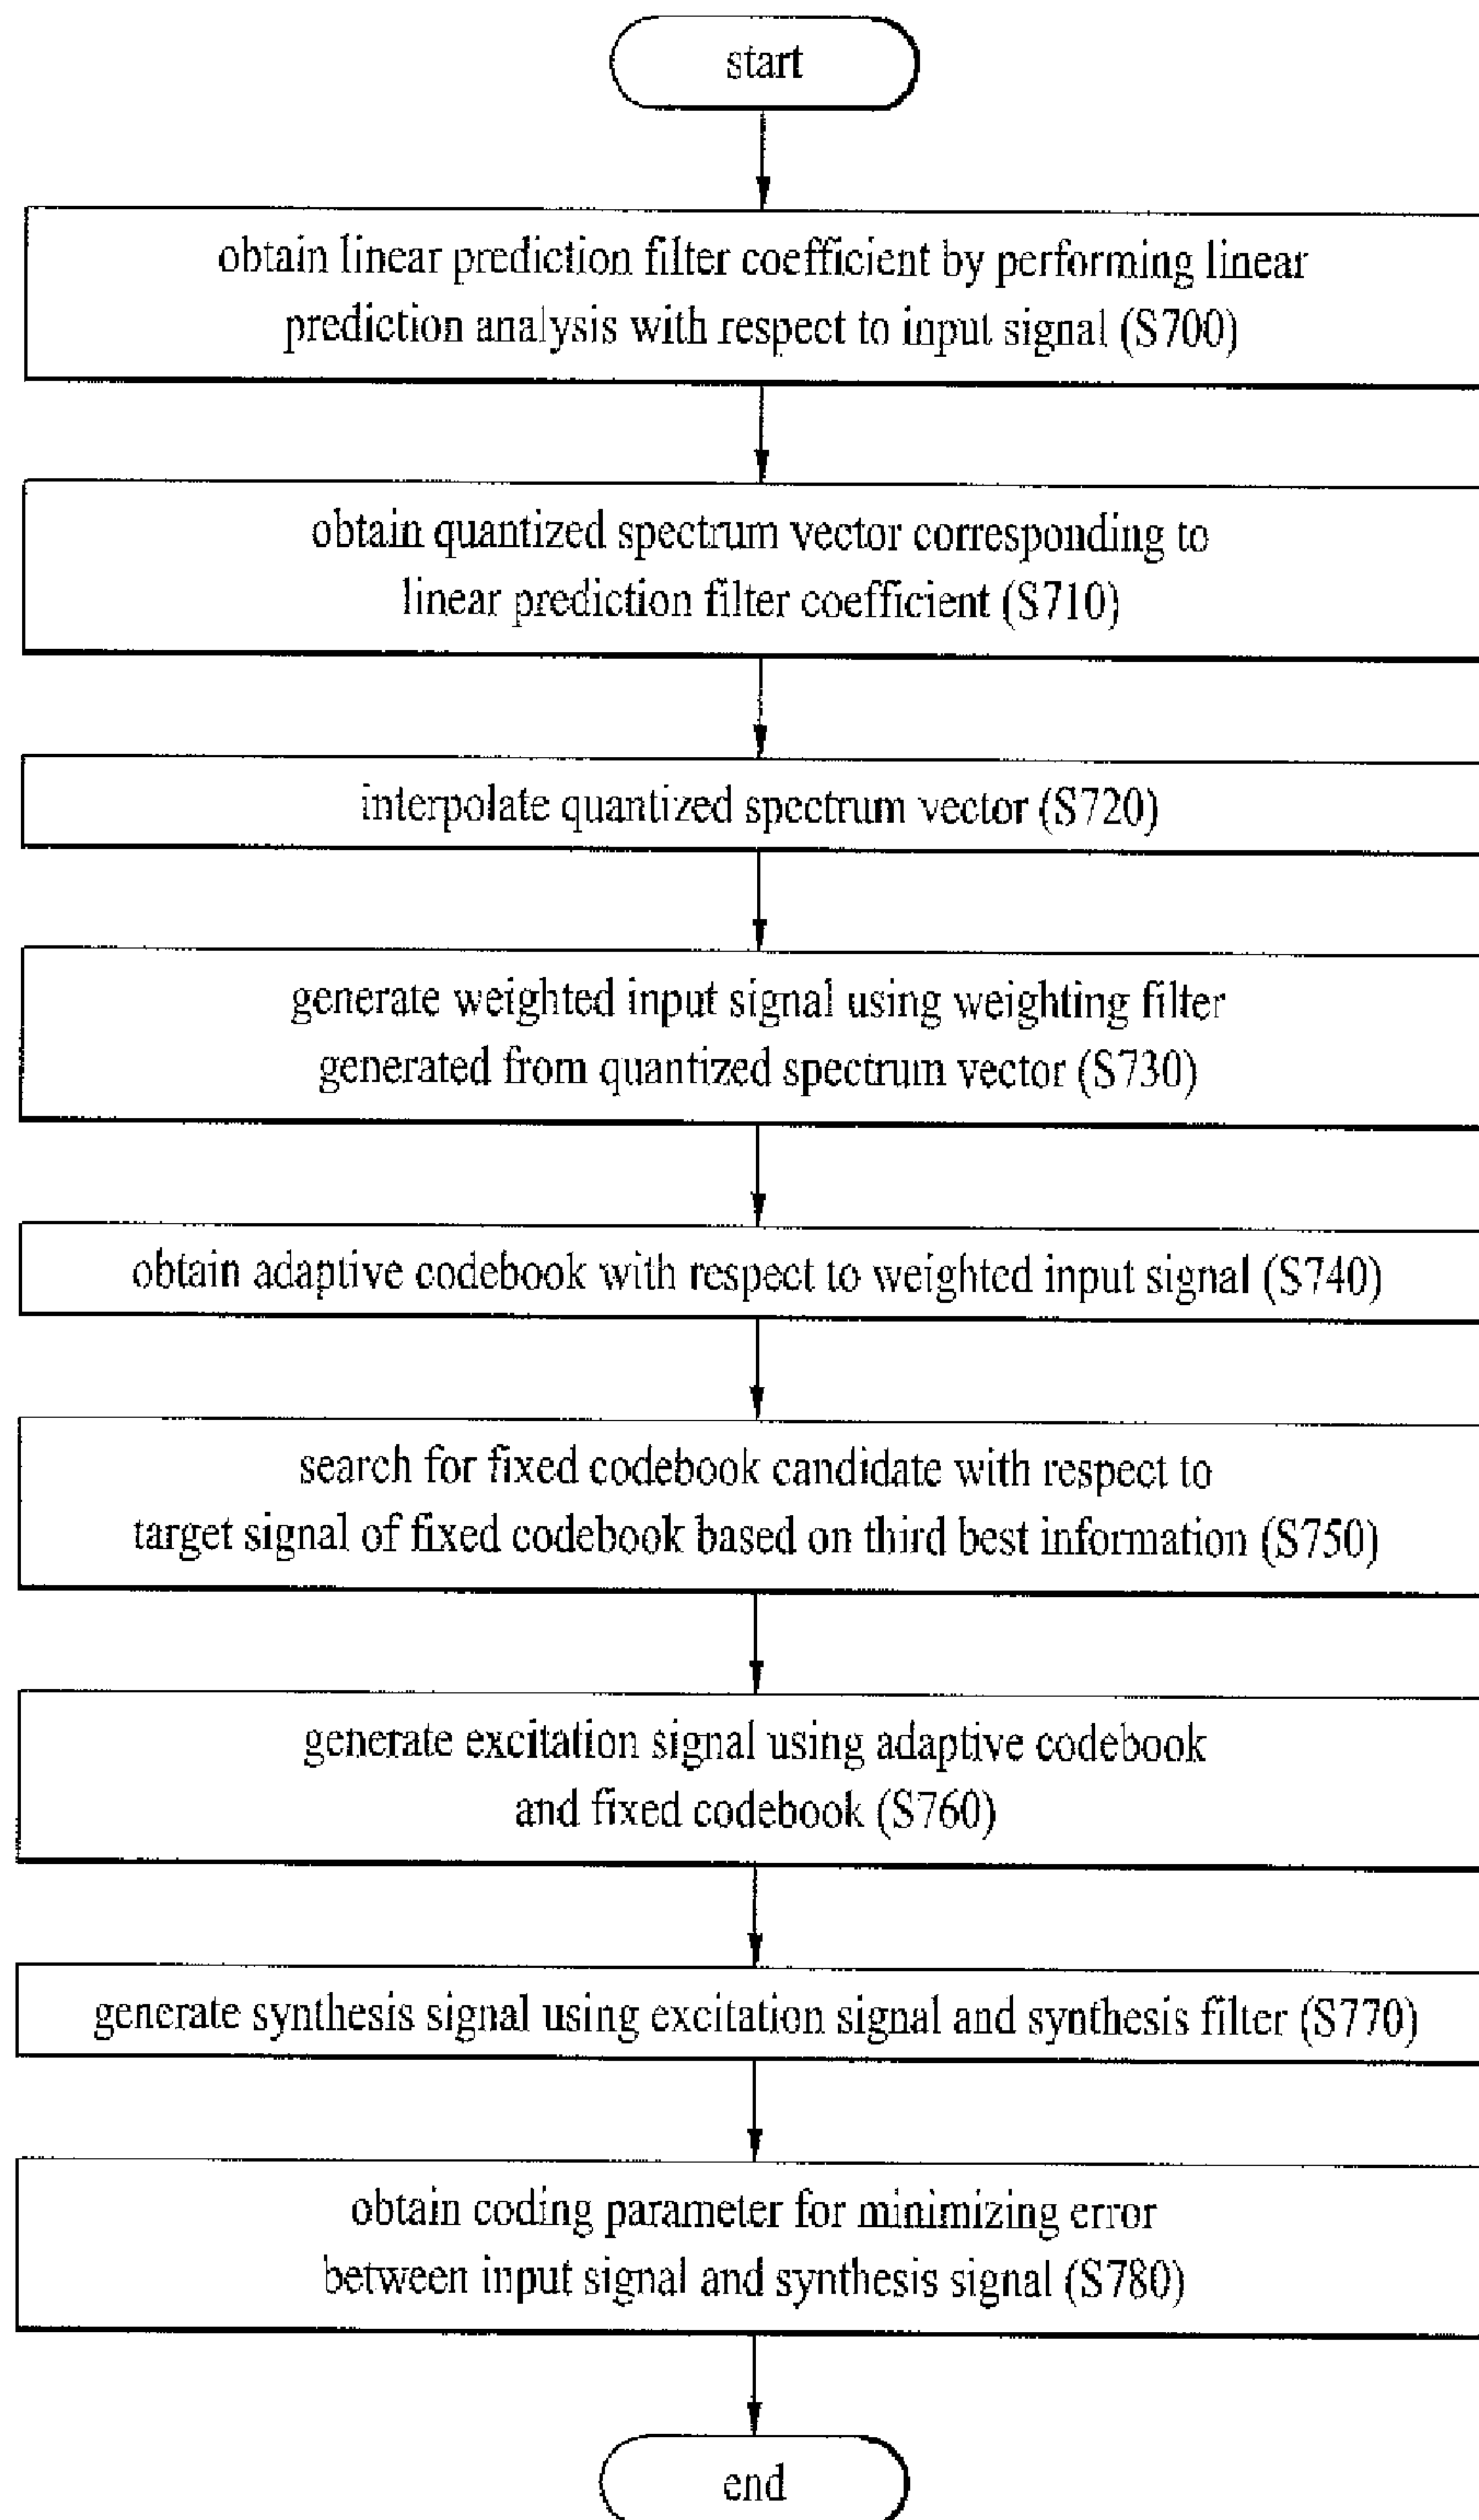 start
obtain linear prediction filter coefficient by performing linear
prediction analysis with respect to input signal (S700)
obtain quantized spectrum vector corresponding to
linear prediction filter coefficient (S710)
interpolate quantized spectrum vector (S720)
generate weighted input signal using weighting filter
generated from quantized spectrum vector (S730)
obtain adaptive codebook with respect to weighted input signal (S740)
search for fixed codebook candidate with respect to
target signal of fixed codebook based on third best information (S750)
generate excitation signal using adaptive codebook
and fixed codebook (S760)
generate synthesis signal using excitation signal and synthesis filter (S770)
obtain coding parameter for minimizing error
between input signal and synthesis signal (S780)
end